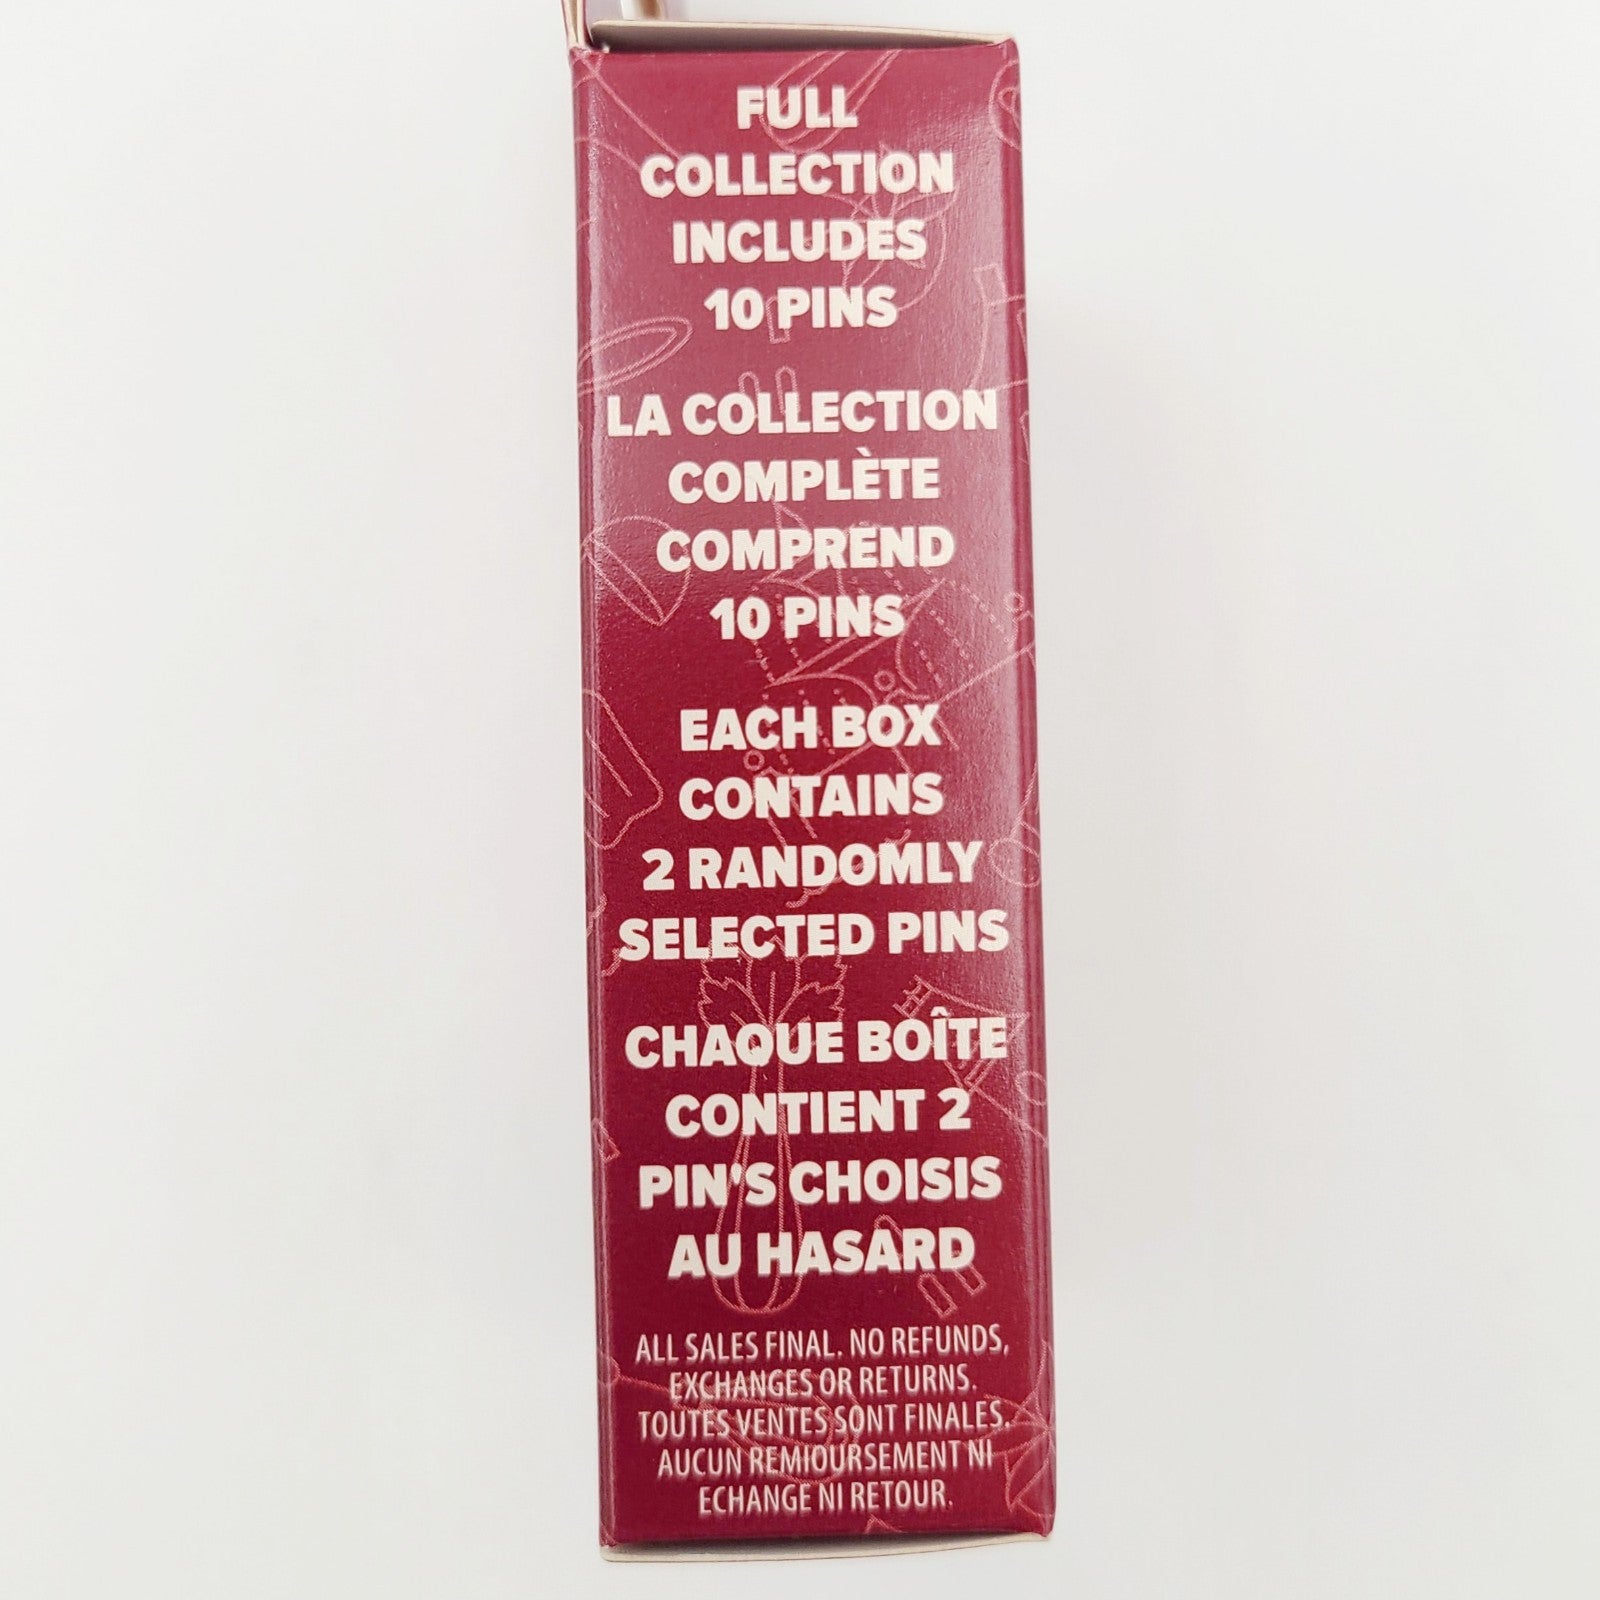 FULL
COLLECTION
INCLUDES
10 PINS
LA COLLECTION
COMPLÈTE
COMPREND
10 PINS
EACH BOX
CONTAINS
2 RANDOMLY
SELECTED PINS
CHAQUE BOÎTE
CONTIENT 2
PIN'S CHOISIS
AU HASARD
ALL SALES FINAL. NO REFUNDS,
EXCHANGES OR RETURNS.
TOUTES VENTES SONT FINALES.
AUCUN REMIOURSEMENT NI
ECHANGE NI RETOUR.